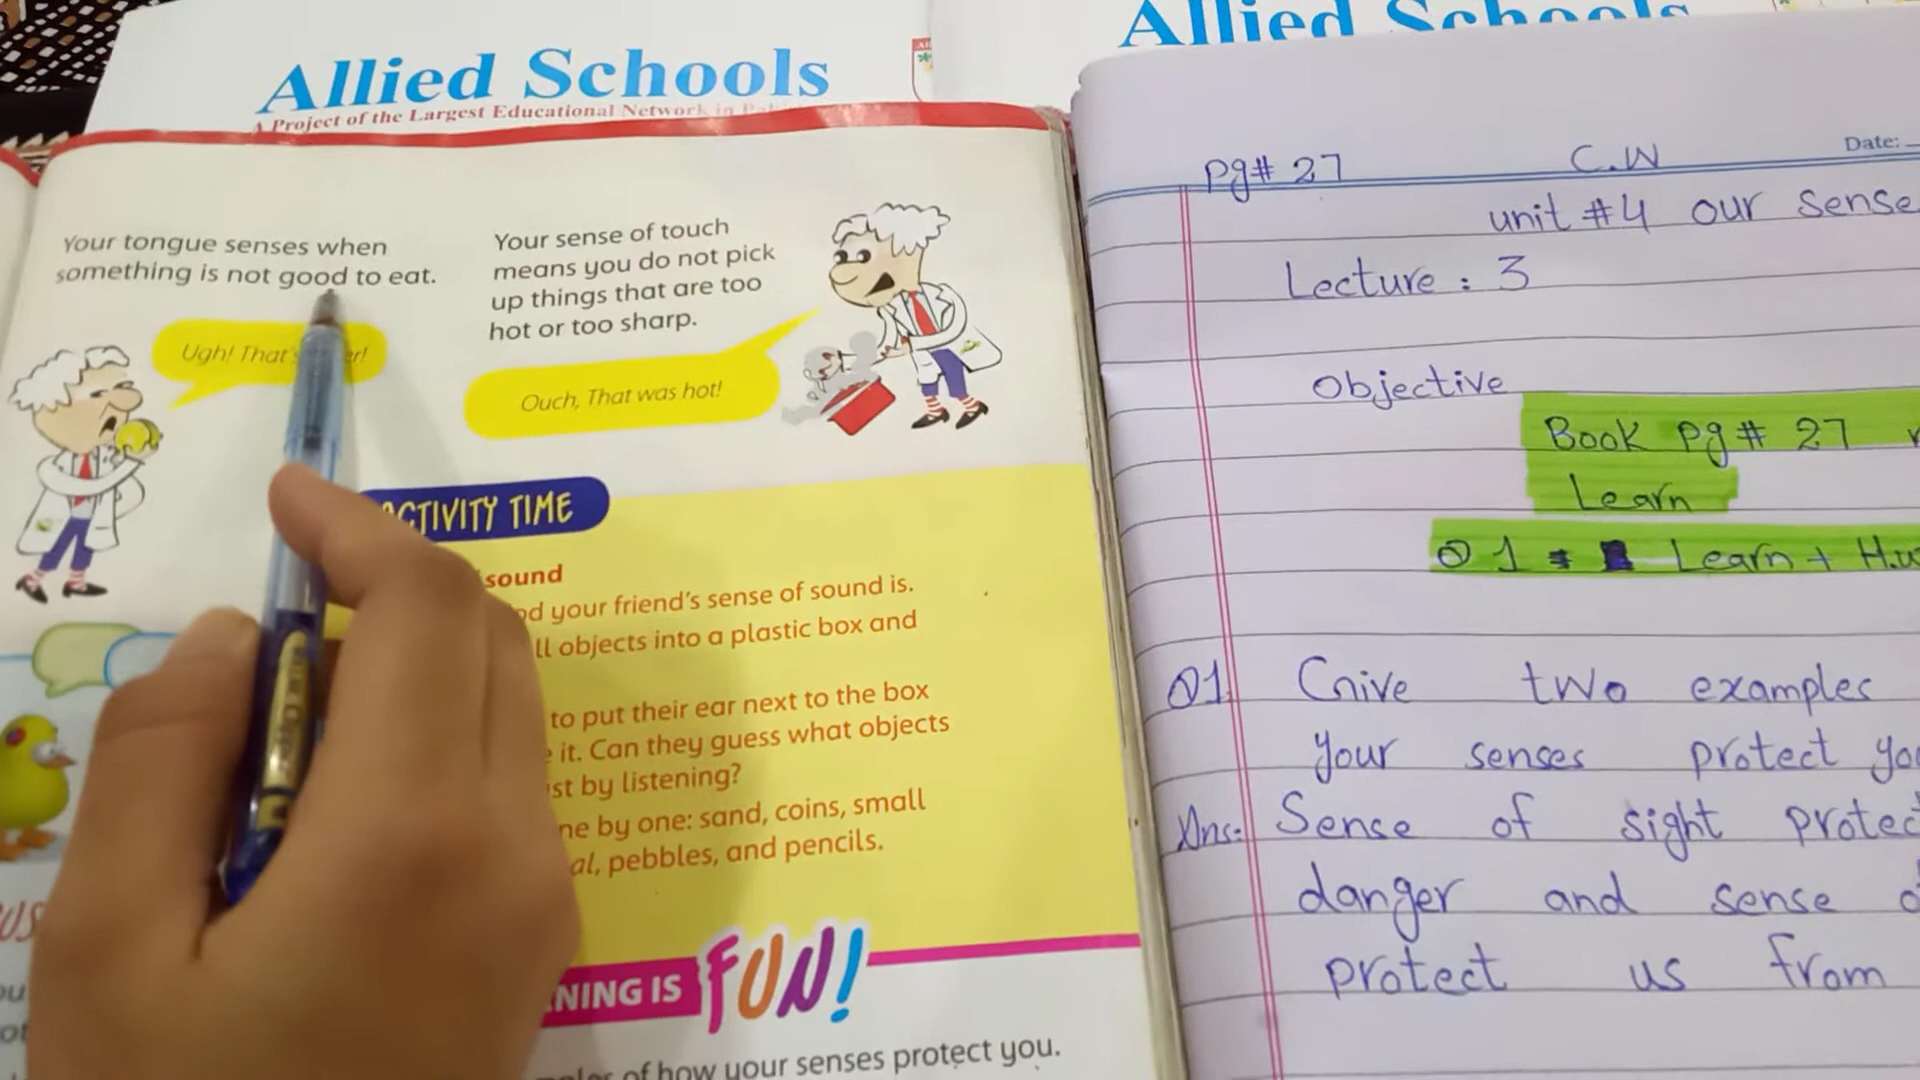 Allied Schools
A Project of the Largest Educational Network in
Allied Schools
Your tongue senses when
something is not good to eat.
Ugh! That's
Your sense of touch
means you do not pick
up things that are too
hot or too sharp.
Ouch, That was hot!
ACTIVITY TIME
sound
your friend's sense of sound is.
objects into a plastic box and
to put their ear next to the box
it. Can they guess what objects
by listening?
by one: sand, coins, small
pebbles, and pencils.
IS FUN!
of how your senses protect you.
Pg# 27 C.W Date:
unit #4 our Sense
Lecture : 3
Objective
Book pg# 27
Learn
Q1 Learn + H.w
Q1. Give two examples
your senses protect
Ans:- Sense of sight
danger and sense
protect us from